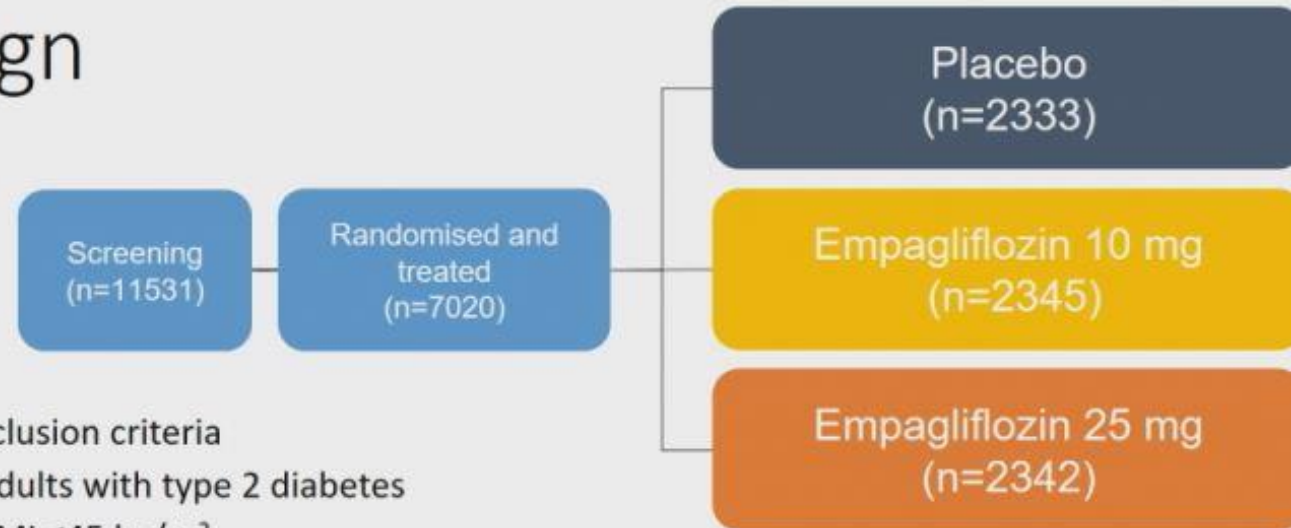 gn
Placebo
(n=2333)
Screening
(n=11531)
Randomised and
treated
(n=7020)
Empagliflozin 10 mg
(n=2345)
Empagliflozin 25 mg
(n=2342)
clusion criteria
dults with type 2 diabetes